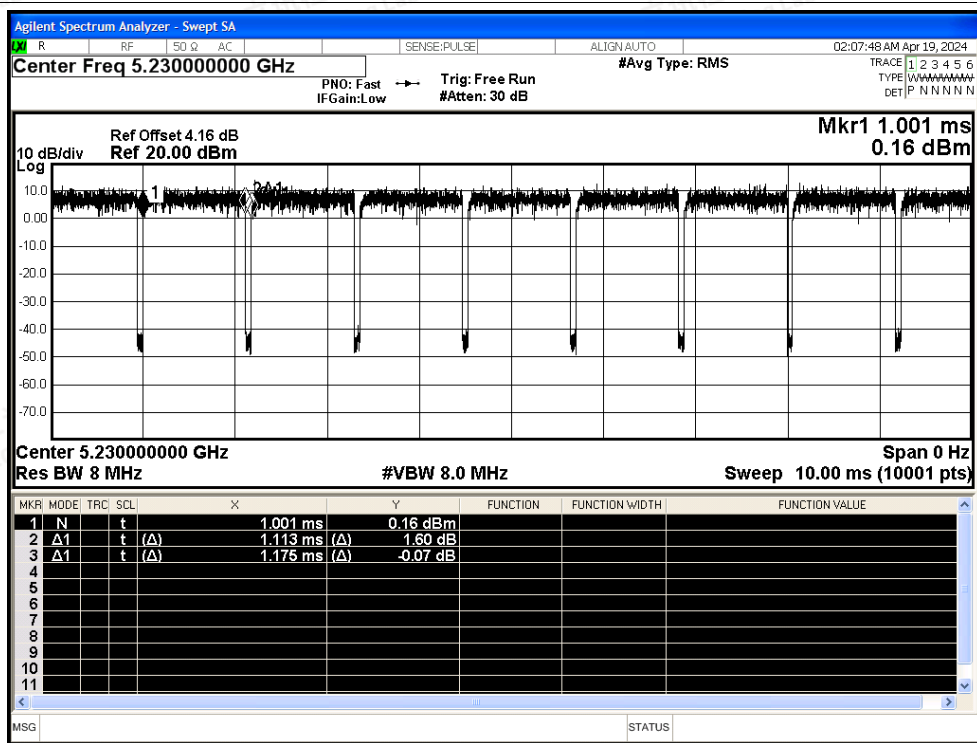 Agilent Spectrum Analyzer - Swept SA
LXI R RF 50 Ω AC SENSE:PULSE ALIGN AUTO 02:07:48 AM Apr 19, 2024
Center Freq 5.230000000 GHz #Avg Type: RMS TRACE 1 2 3 4 5 6
PNO: Fast Trig: Free Run TYPE
IFGain:Low #Atten: 30 dB DET P N N N N N
Mkr1 1.001 ms
Ref Offset 4.16 dB
10 dB/div Ref 20.00 dBm 0.16 dBm
Log
10.0
0.00
-10.0
-20.0
-30.0
-40.0
-50.0
-60.0
-70.0
1
Center 5.230000000 GHz Span 0 Hz
Res BW 8 MHz #VBW 8.0 MHz Sweep 10.00 ms (10001 pts)
MKR MODE TRC SCL X Y FUNCTION FUNCTION WIDTH FUNCTION VALUE
1 N t 1.001 ms 0.16 dBm
2 Δ1 t (Δ) 1.113 ms (Δ) 1.60 dB
3 Δ1 t (Δ) 1.175 ms (Δ) -0.07 dB
4
5
6
7
8
9
10
11
MSG STATUS